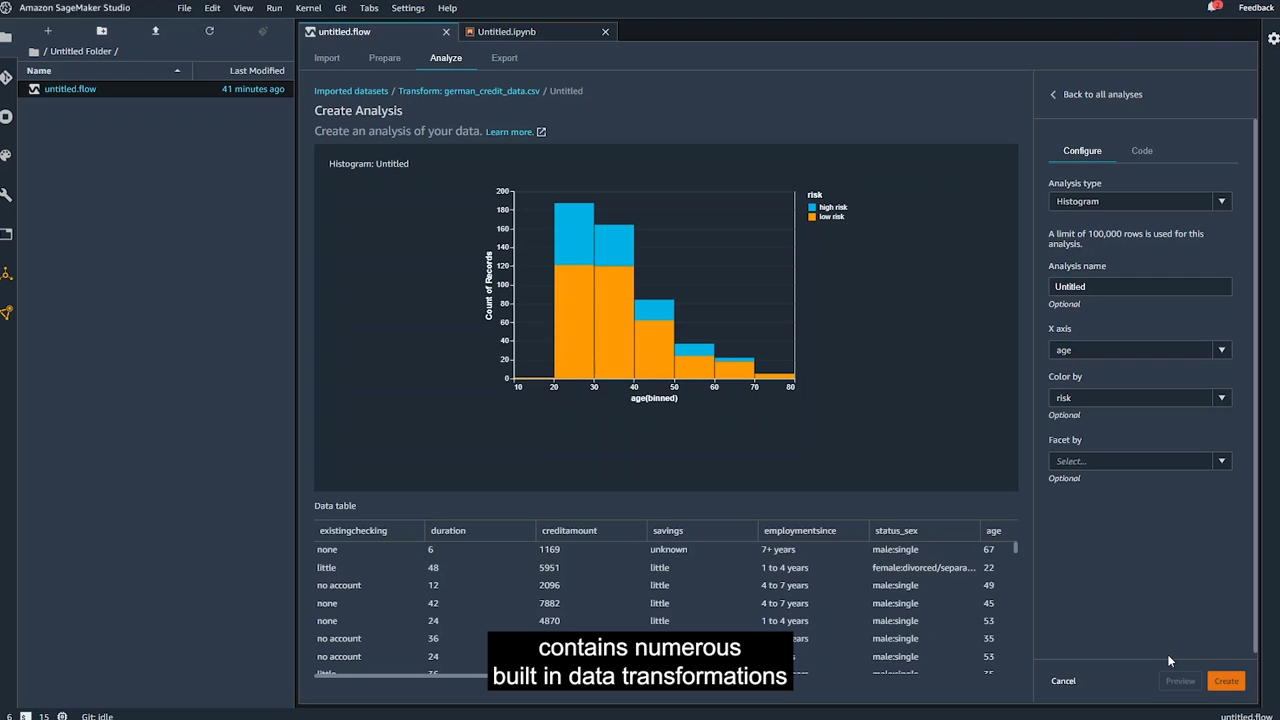 Amazon SageMaker Studio
File Edit View Run Kernel Git Tabs Settings Help
Feedback
/ Untitled Folder /
Name Last Modified
untitled.flow 41 minutes ago
untitled.flow
Untitled.ipynb
Import Prepare Analyze Export
Imported datasets / Transform: german_credit_data.csv / Untitled
Create Analysis
Create an analysis of your data. Learn more.
Histogram: Untitled
200
180
160
140
120
100
80
60
40
20
0
Count of Records
10 20 30 40 50 60 70 80
age(binned)
risk
high risk
low risk
Data table
existingchecking duration creditamount savings employmentsince status_sex age
none 6 1169 unknown 7+ years male:single 67
little 48 5951 little 1 to 4 years female:divorced/separa... 22
no account 12 2096 little 4 to 7 years male:single 49
none 42 7882 little 4 to 7 years male:single 45
none 24 4870 little 1 to 4 years male:single 53
no account 36 male:single 35
no account 24 male:single 53
contains numerous
built in data transformations
Back to all analyses
Configure Code
Analysis type
Histogram
A limit of 100,000 rows is used for this
analysis.
Analysis name
Untitled
Optional
X axis
age
Color by
risk
Optional
Facet by
Select...
Optional
Cancel Preview Create
6 15 Git: idle
untitled.flow